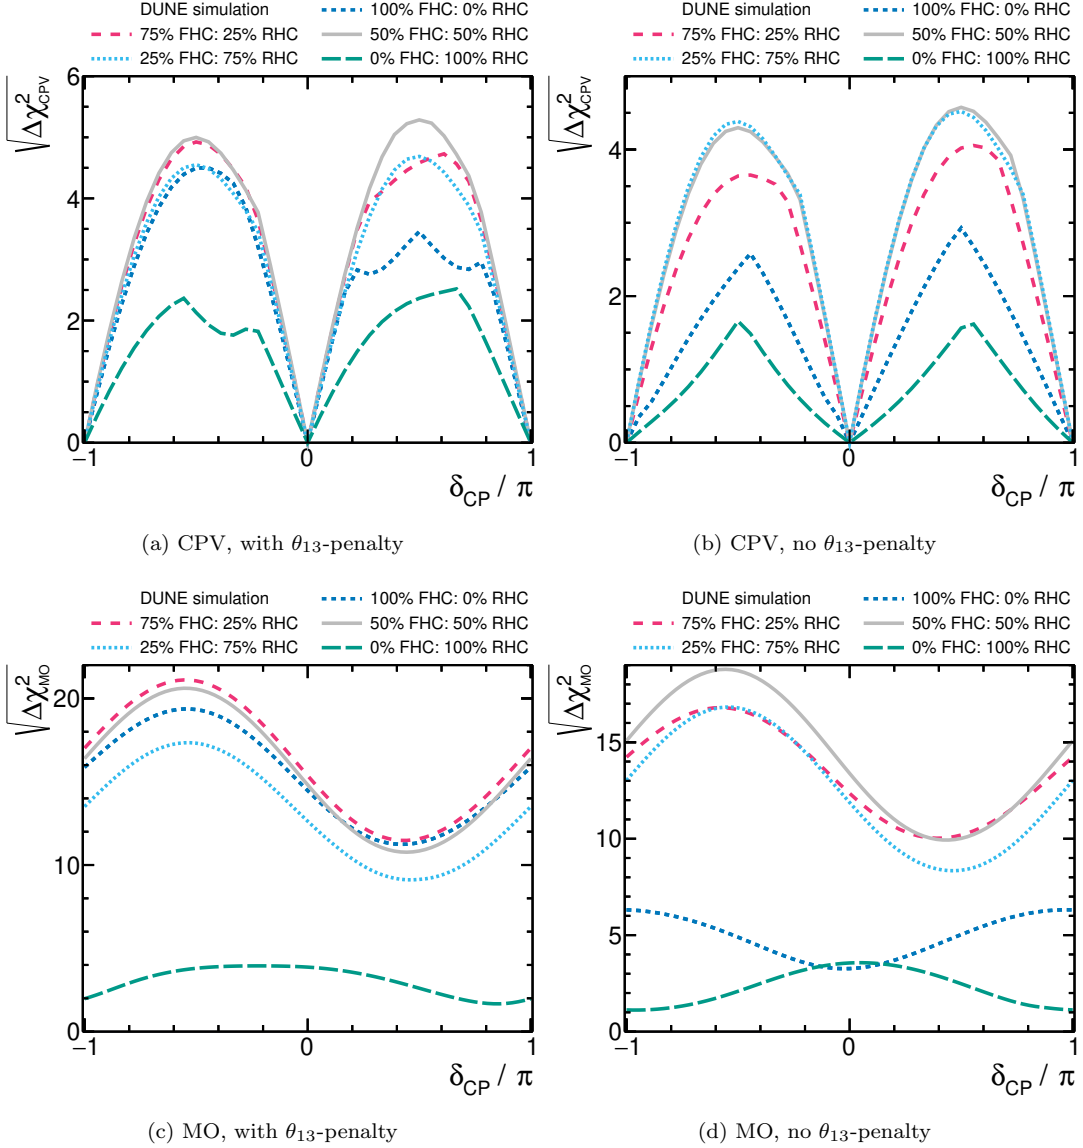 DUNE simulation
100% FHC: 0% RHC
75% FHC: 25% RHC
50% FHC: 50% RHC
25% FHC: 75% RHC
0% FHC: 100% RHC
√Δχ²CPV
6
4
2
0
−1
0
1
δCP / π
(a) CPV, with θ₁₃-penalty
DUNE simulation
100% FHC: 0% RHC
75% FHC: 25% RHC
50% FHC: 50% RHC
25% FHC: 75% RHC
0% FHC: 100% RHC
√Δχ²CPV
4
2
0
−1
0
1
δCP / π
(b) CPV, no θ₁₃-penalty
DUNE simulation
100% FHC: 0% RHC
75% FHC: 25% RHC
50% FHC: 50% RHC
25% FHC: 75% RHC
0% FHC: 100% RHC
√Δχ²MO
20
10
0
−1
0
1
δCP / π
(c) MO, with θ₁₃-penalty
DUNE simulation
100% FHC: 0% RHC
75% FHC: 25% RHC
50% FHC: 50% RHC
25% FHC: 75% RHC
0% FHC: 100% RHC
√Δχ²MO
15
10
5
0
−1
0
1
δCP / π
(d) MO, no θ₁₃-penalty